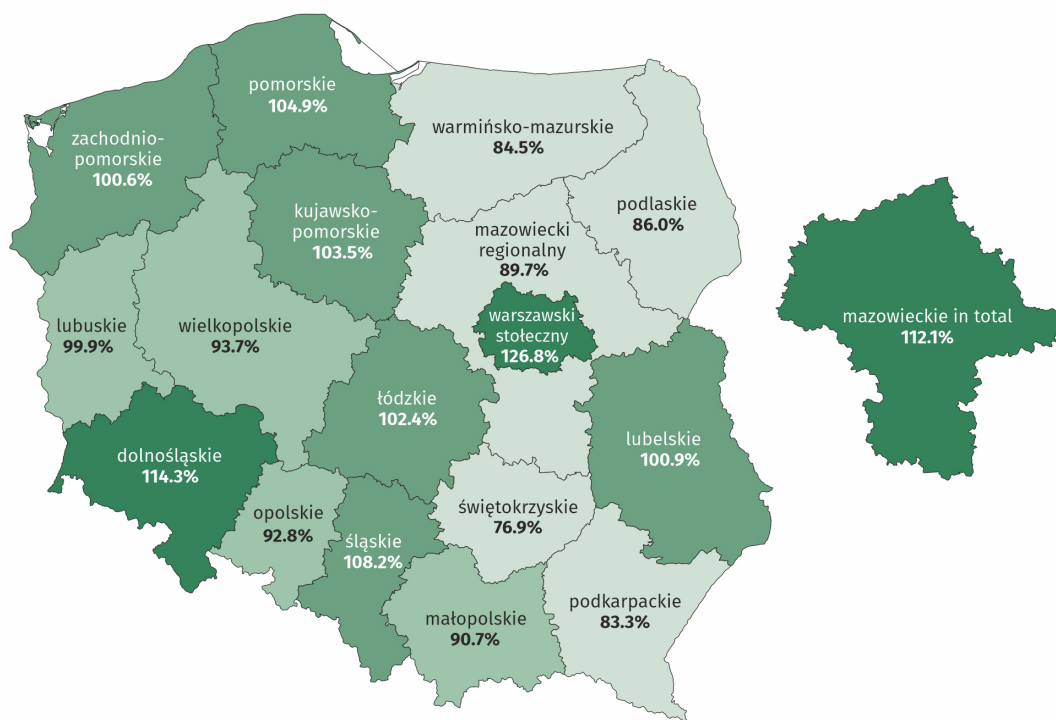 pomorskie
104.9%
warmińsko-mazurskie
84.5%
zachodnio-
pomorskie
100.6%
podlaskie
86.0%
kujawsko-
pomorskie
103.5%
mazowiecki
regionalny
89.7%
warszawski-
stołeczny
126.8%
mazowieckie in total
112.1%
lubuskie
99.9%
wielkopolskie
93.7%
łódzkie
102.4%
lubelskie
100.9%
dolnośląskie
114.3%
opolskie
92.8%
świętokrzyskie
76.9%
śląskie
108.2%
małopolskie
90.7%
podkarpackie
83.3%